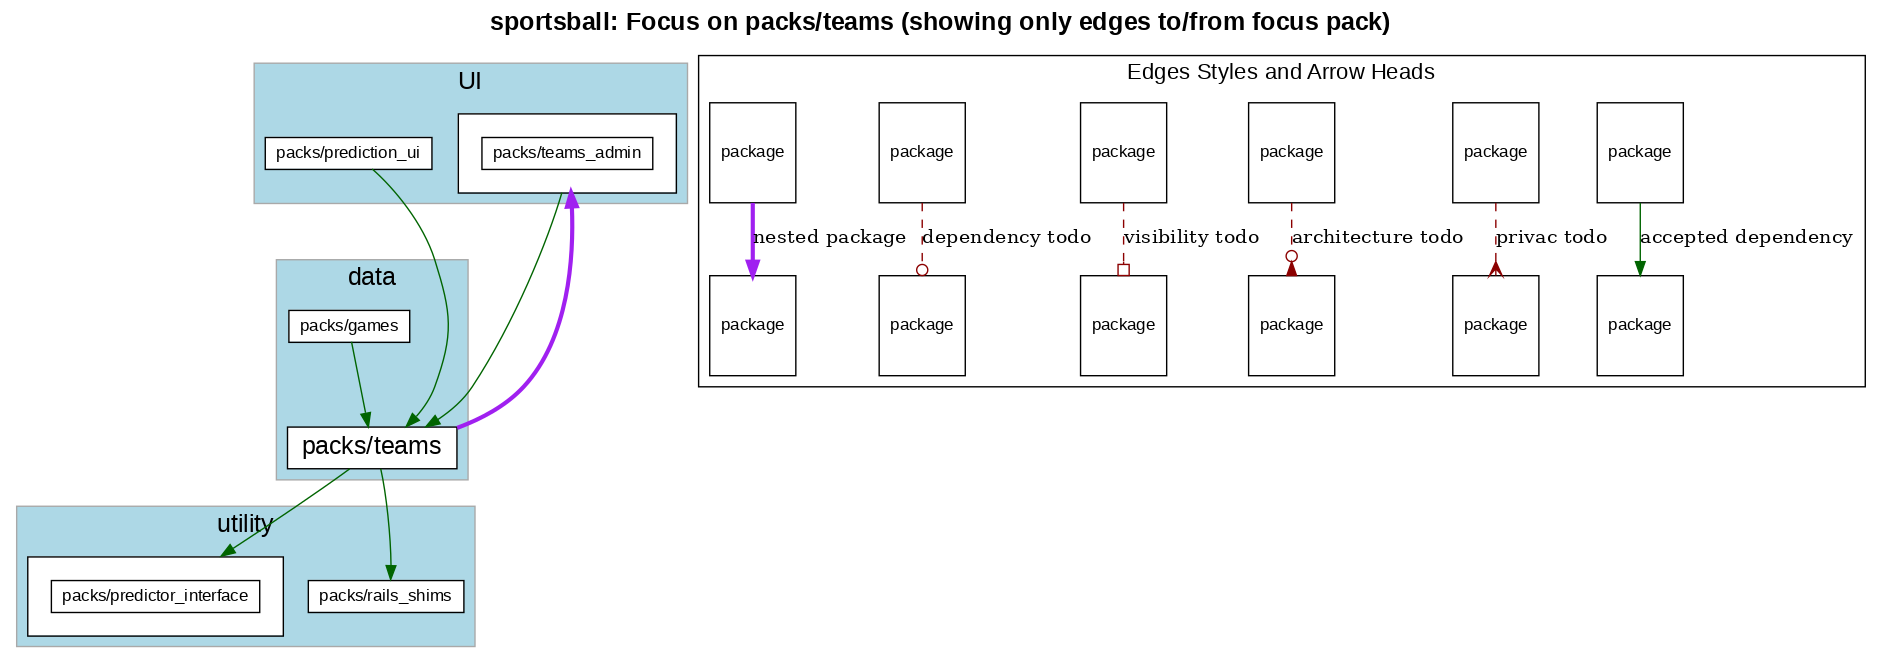 sportsball: Focus on packs/teams (showing only edges to/from focus pack)
UI
packs/prediction_ui
packs/teams_admin
data
packs/games
packs/teams
utility
packs/predictor_interface
packs/rails_shims
Edges Styles and Arrow Heads
package
package
package
package
package
package
nested package
dependency todo
visibility todo
architecture todo
privac todo
accepted dependency
package
package
package
package
package
package